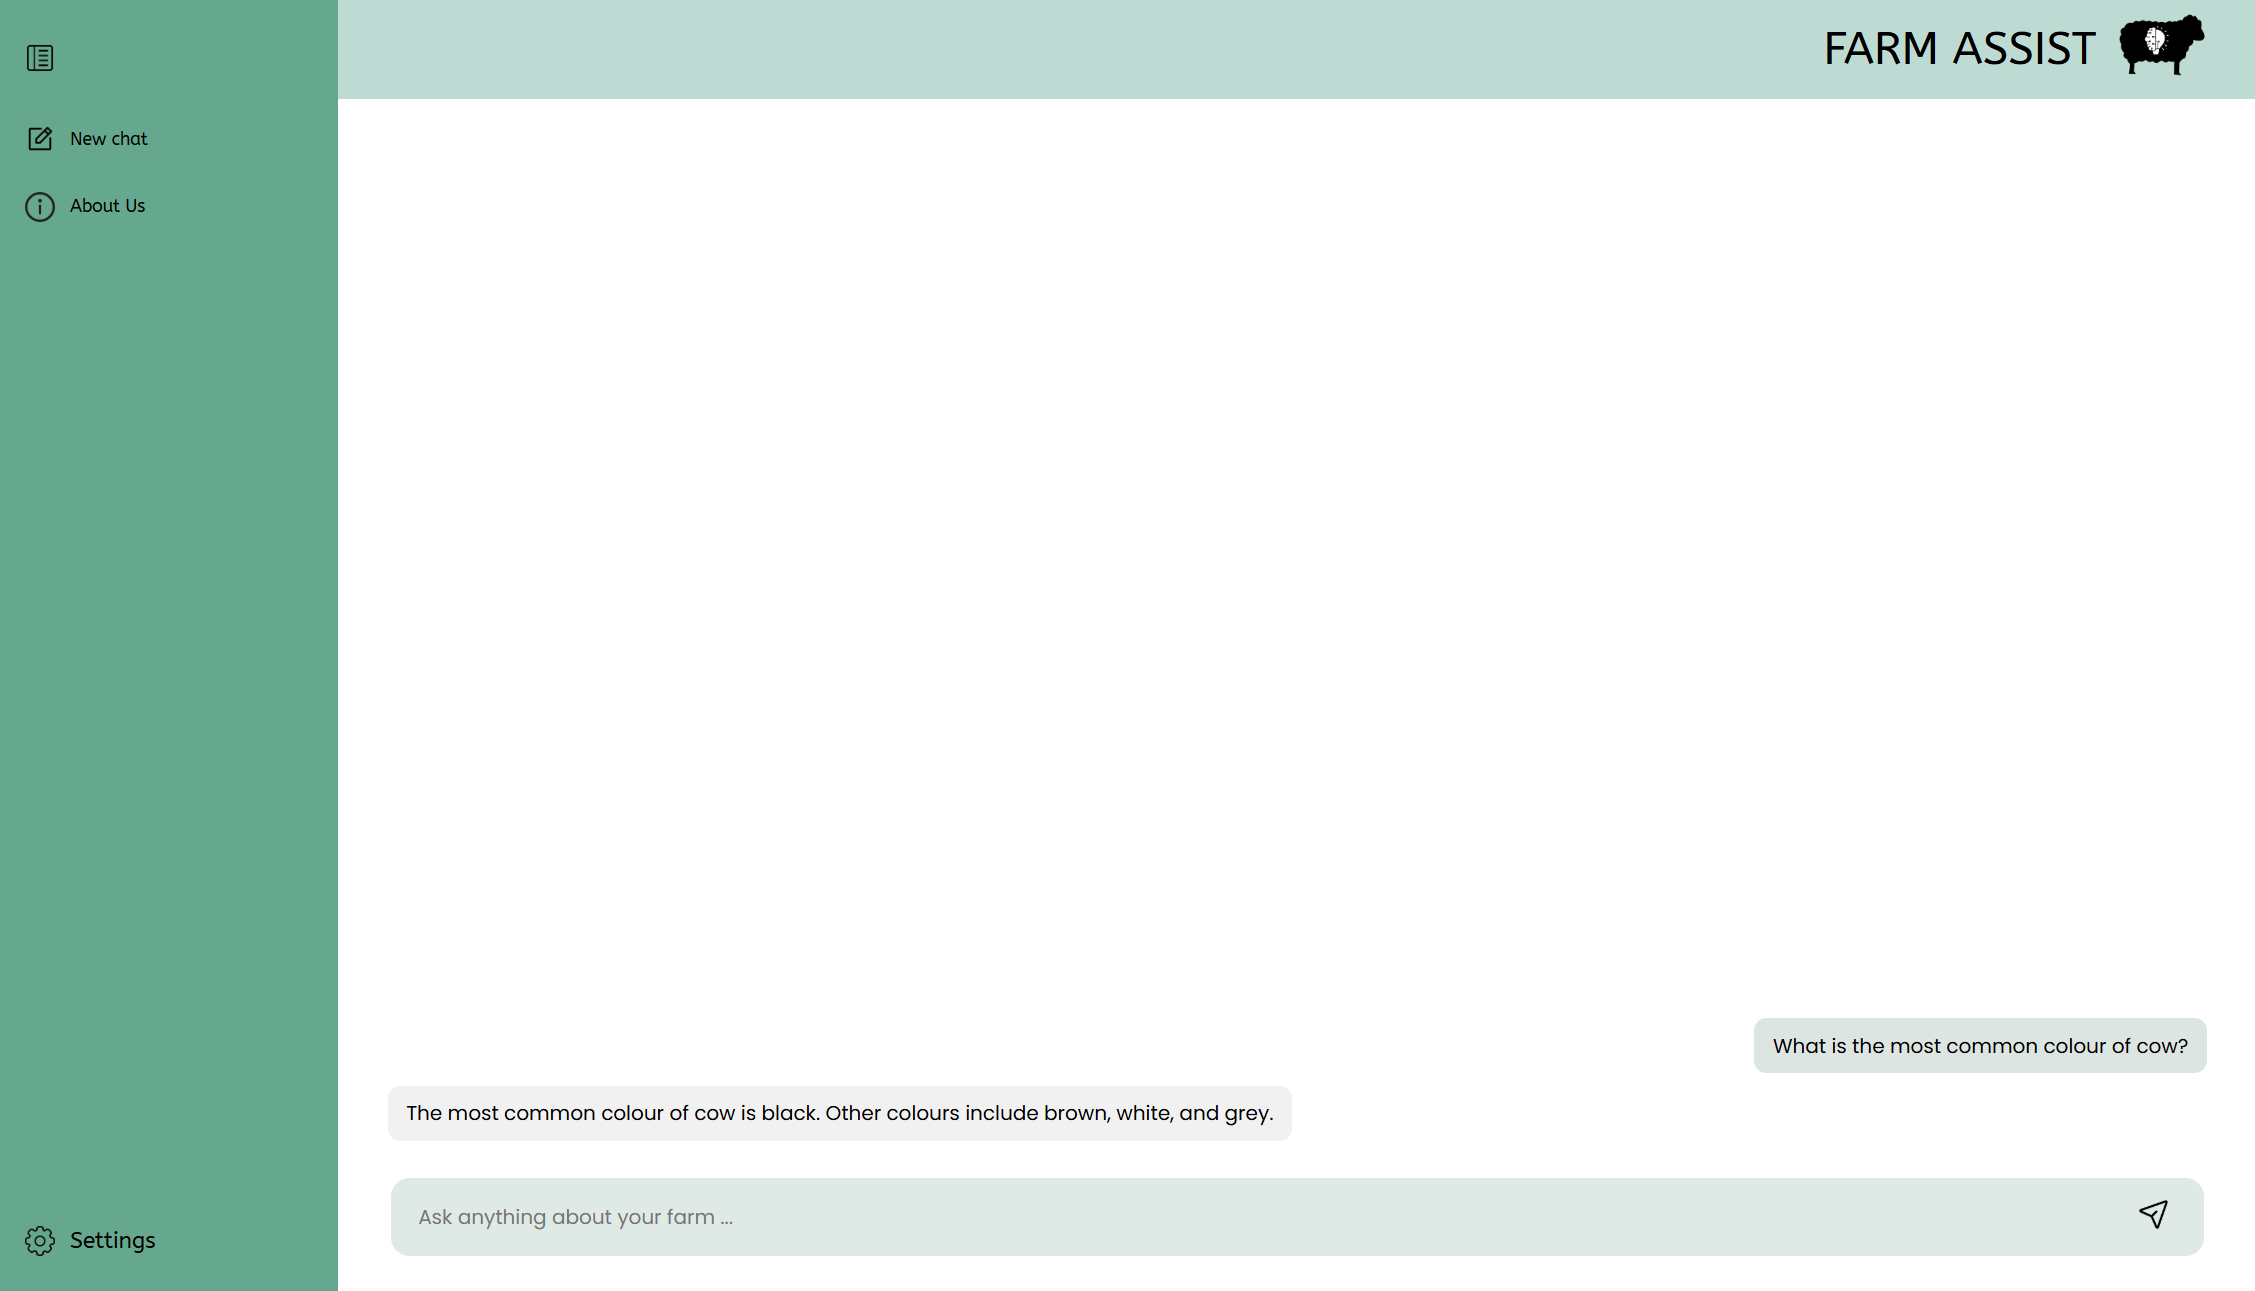 FARM ASSIST
New chat
About Us
What is the most common colour of cow?
The most common colour of cow is black. Other colours include brown, white, and grey.
Ask anything about your farm ...
Settings